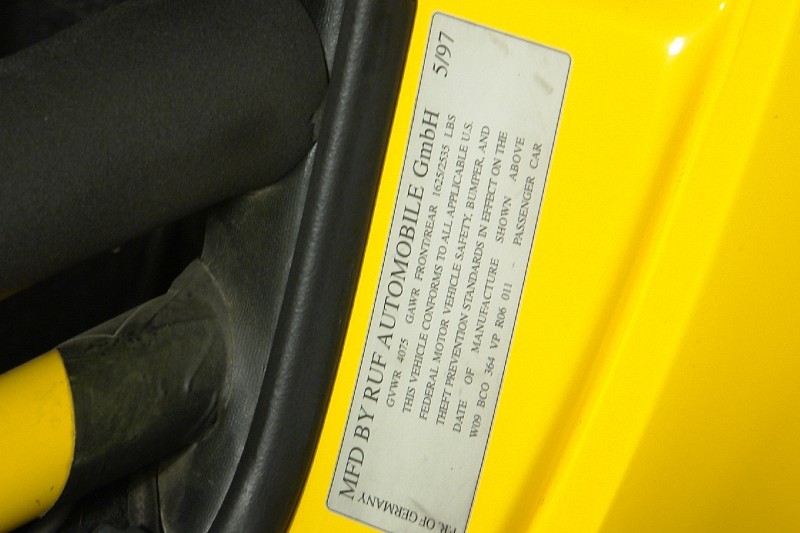 MFD BY RUF AUTOMOBILE GmbH 5/97
GVWR 4075 GAWR FRONT/REAR 1625/2535 LBS
THIS VEHICLE CONFORMS TO ALL APPLICABLE U.S.
FEDERAL MOTOR VEHICLE SAFETY, BUMPER, AND
THEFT PREVENTION STANDARDS IN EFFECT ON THE
DATE OF MANUFACTURE SHOWN ABOVE
W09 BCO 364 VP R06 011 - PASSENGER CAR
F.R. OF GERMANY